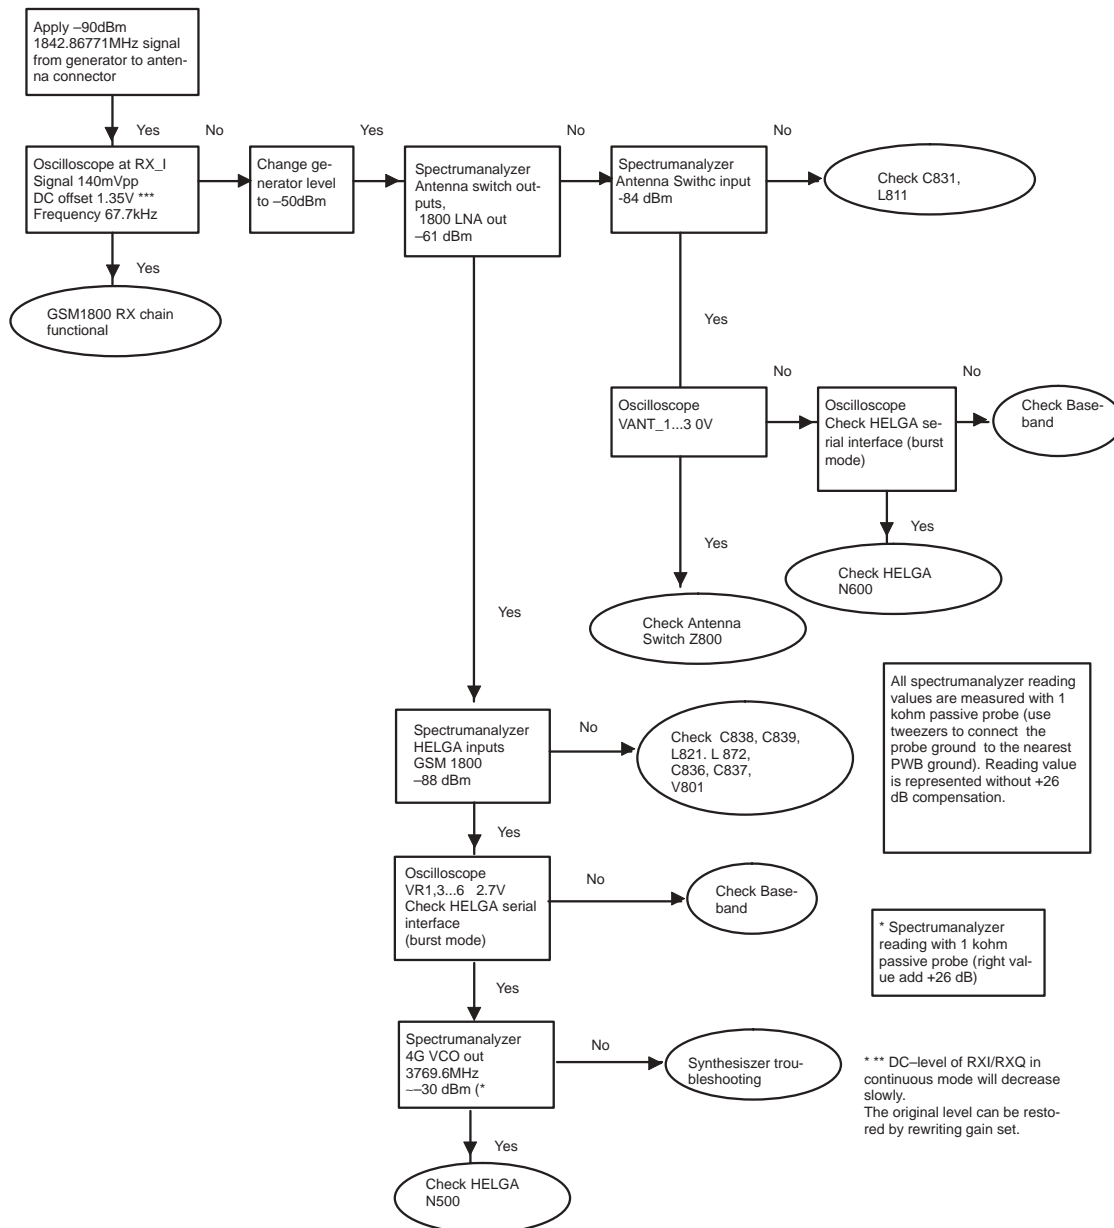 Apply –90dBm
1842.86771MHz signal
from generator to anten-
na connector
Yes
No
Yes
No
No
Oscilloscope at RX_I
Signal 140mVpp
DC offset 1.35V ***
Frequency 67.7kHz
Change ge-
nerator level
to –50dBm
Spectrumanalyzer
Antenna switch out-
puts,
1800 LNA out
–61 dBm
Spectrumanalyzer
Antenna Swithc input
-84 dBm
Check C831,
L811
Yes
GSM1800 RX chain
functional
Yes
No
No
Oscilloscope
VANT_1...3 0V
Oscilloscope
Check HELGA se-
rial interface (burst
mode)
Check Base-
band
Yes
Yes
Check HELGA
N600
Check Antenna
Switch Z800
Yes
All spectrumanalyzer reading
values are measured with 1
kohm passive probe (use
tweezers to connect the
probe ground to the nearest
PWB ground). Reading value
is represented without +26
dB compensation.
Spectrumanalyzer
HELGA inputs
GSM 1800
–88 dBm
No
Check C838, C839,
L821. L 872,
C836, C837,
V801
Yes
Oscilloscope
VR1,3...6 2.7V
Check HELGA serial
interface
(burst mode)
No
Check Base-
band
* Spectrumanalyzer
reading with 1 kohm
passive probe (right val-
ue add +26 dB)
Yes
Spectrumanalyzer
4G VCO out
3769.6MHz
~–30 dBm (*
No
Synthesiszer trou-
bleshooting
* ** DC–level of RXI/RXQ in
continuous mode will decrease
slowly.
The original level can be resto-
red by rewriting gain set.
Yes
Check HELGA
N500